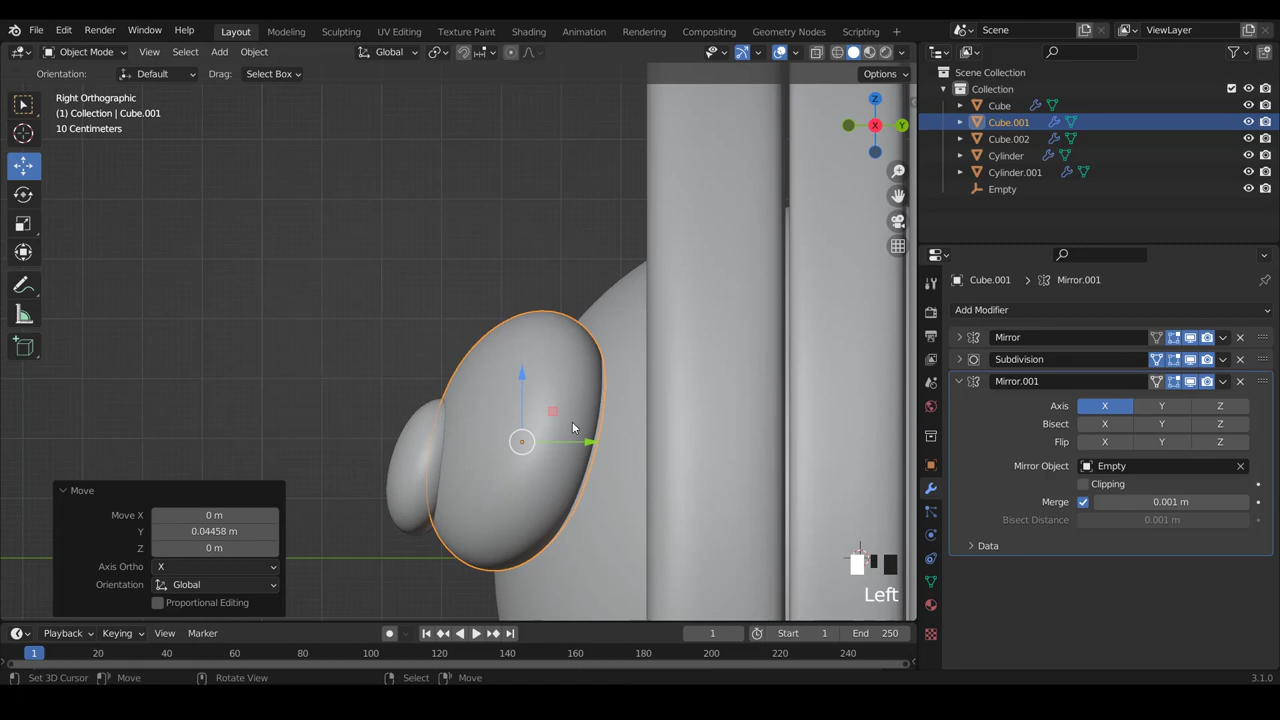 File Edit Render Window Help Layout Modeling Sculpting UV Editing Texture Paint Shading Animation Rendering Compositing Geometry Nodes Scripting Scene ViewLayer
Object Mode View Select Add Object Global
Orientation: Default Drag: Select Box Options
Right Orthographic
(1) Collection | Cube.001
10 Centimeters
Z
X
Y
Scene Collection
Collection
Cube
Cube.001
Cube.002
Cylinder
Cylinder.001
Empty
Cube.001 > Mirror.001
Add Modifier
Mirror
Subdivision
Mirror.001
Axis X Y Z
Bisect X Y Z
Flip X Y Z
Mirror Object Empty
Clipping
Merge 0.001 m
Bisect Distance 0.001 m
Data
Move
Move X 0 m
Y 0.04458 m
Z 0 m
Axis Ortho X
Orientation Global
Proportional Editing
Left
Playback Keying View Marker 1 Start 1 End 250
1 20 40 60 80 100 120 140 160 180 200 220 240
Set 3D Cursor Move Rotate View Select Move 3.1.0